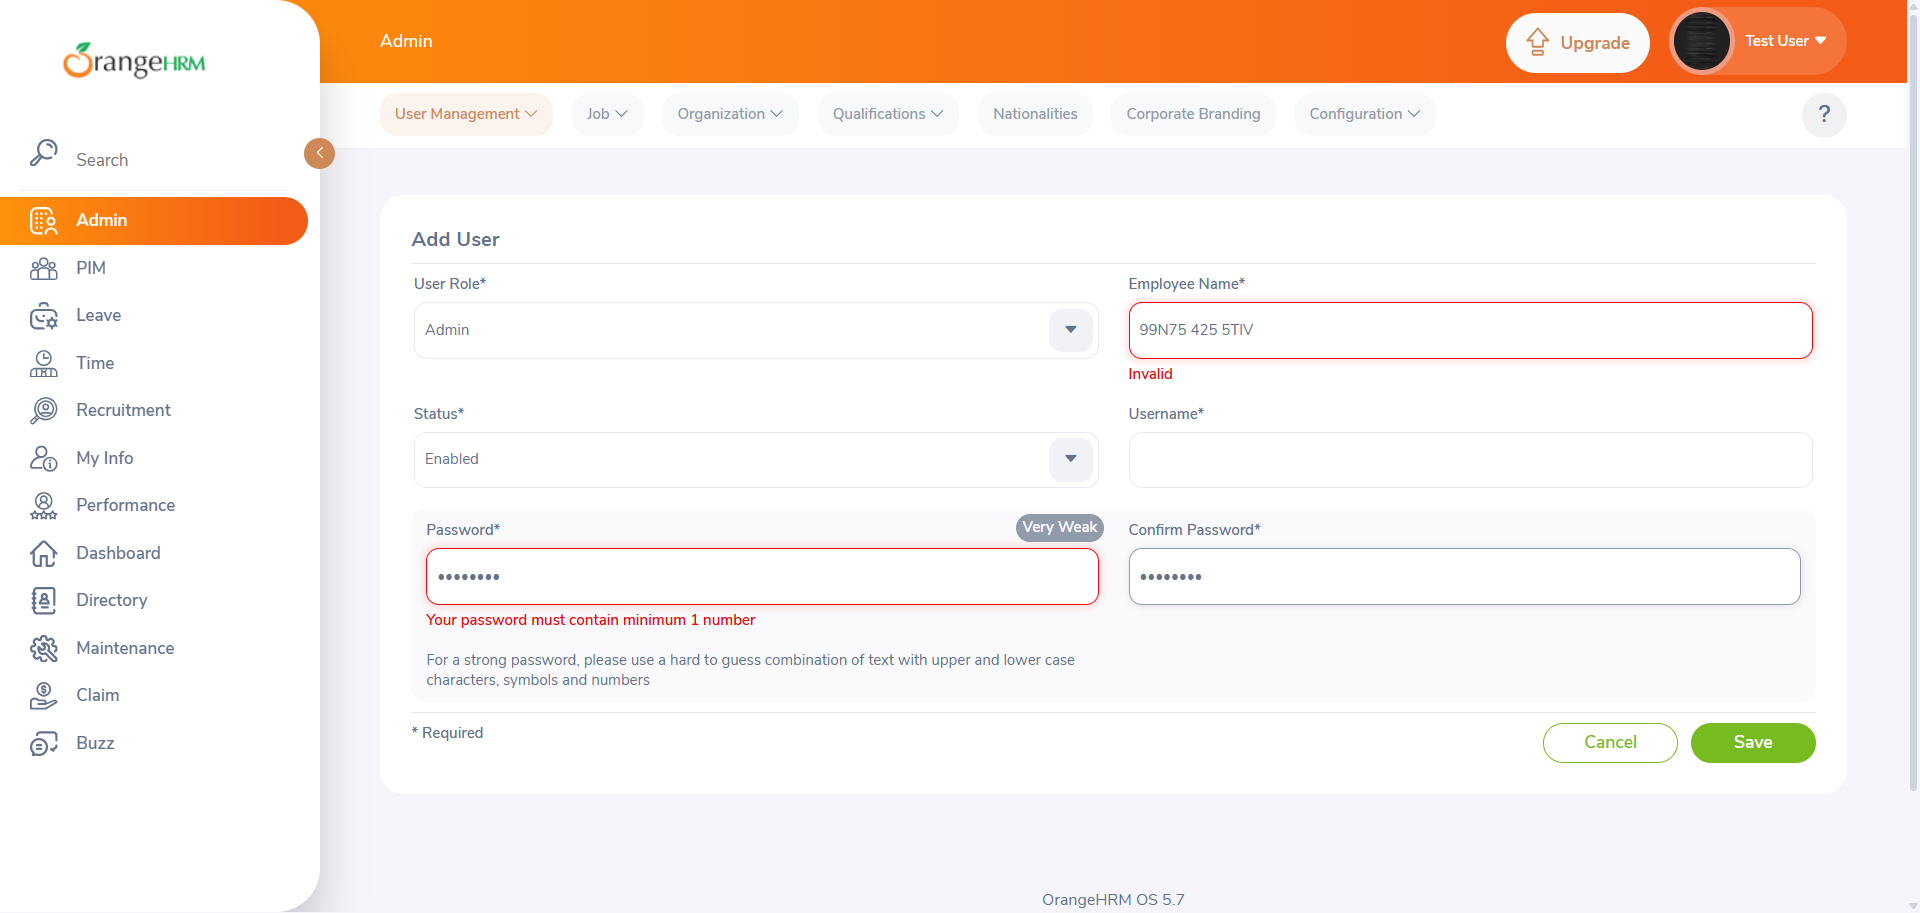 OrangeHRM
Admin
Upgrade
Test User
User Management
Job
Organization
Qualifications
Nationalities
Corporate Branding
Configuration
?
Search
Admin
PIM
Leave
Time
Recruitment
My Info
Performance
Dashboard
Directory
Maintenance
Claim
Buzz
Add User
User Role*
Admin
Employee Name*
99N75 425 5TIV
Invalid
Status*
Enabled
Username*
Password*
Very Weak
••••••••
Your password must contain minimum 1 number
For a strong password, please use a hard to guess combination of text with upper and lower case
characters, symbols and numbers
Confirm Password*
••••••••
* Required
Cancel
Save
OrangeHRM OS 5.7